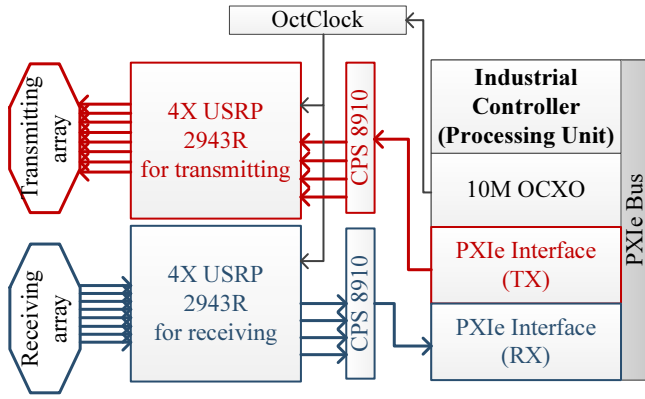 OctClock
Transmitting
array
4X USRP
2943R
for transmitting
CPS 8910
Industrial
Controller
(Processing Unit)
10M OCXO
PXIe Interface
(TX)
PXIe Interface
(RX)
PXIe Bus
Receiving
array
4X USRP
2943R
for receiving
CPS 8910